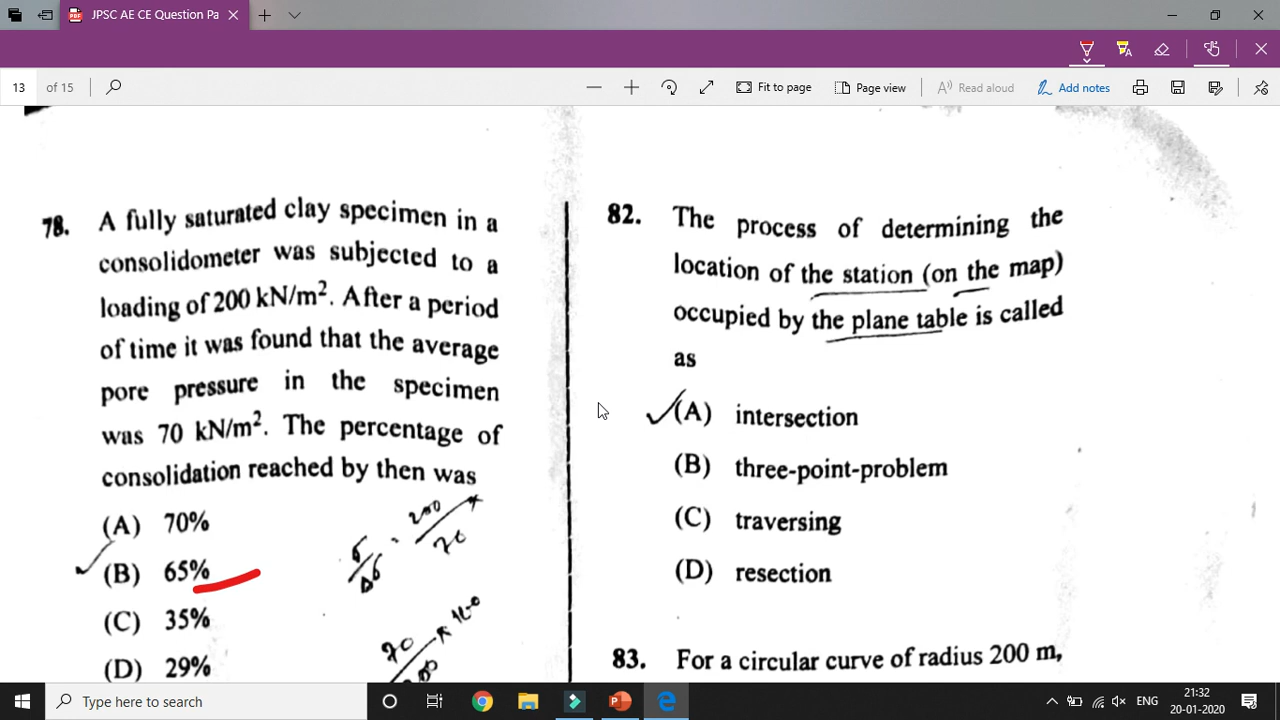 JPSC AE CE Question Pa
13 of 15
Fit to page
Page view
Read aloud
Add notes
78. A fully saturated clay specimen in a
consolidometer was subjected to a
loading of 200 kN/m². After a period
of time it was found that the average
pore pressure in the specimen
was 70 kN/m². The percentage of
consolidation reached by then was
(A) 70%
(B) 65%
(C) 35%
(D) 29%
200
70
70
82. The process of determining the
location of the station (on the map)
occupied by the plane table is called
as
(A) intersection
(B) three-point-problem
(C) traversing
(D) resection
83. For a circular curve of radius 200 m,
Type here to search
ENG
21:32
20-01-2020